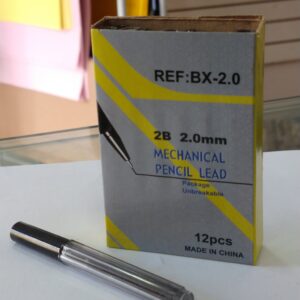 REF:BX-2.0
2B 2.0mm
MECHANICAL
PENCIL LEAD
Package
Unbreakable
12pcs
MADE IN CHINA